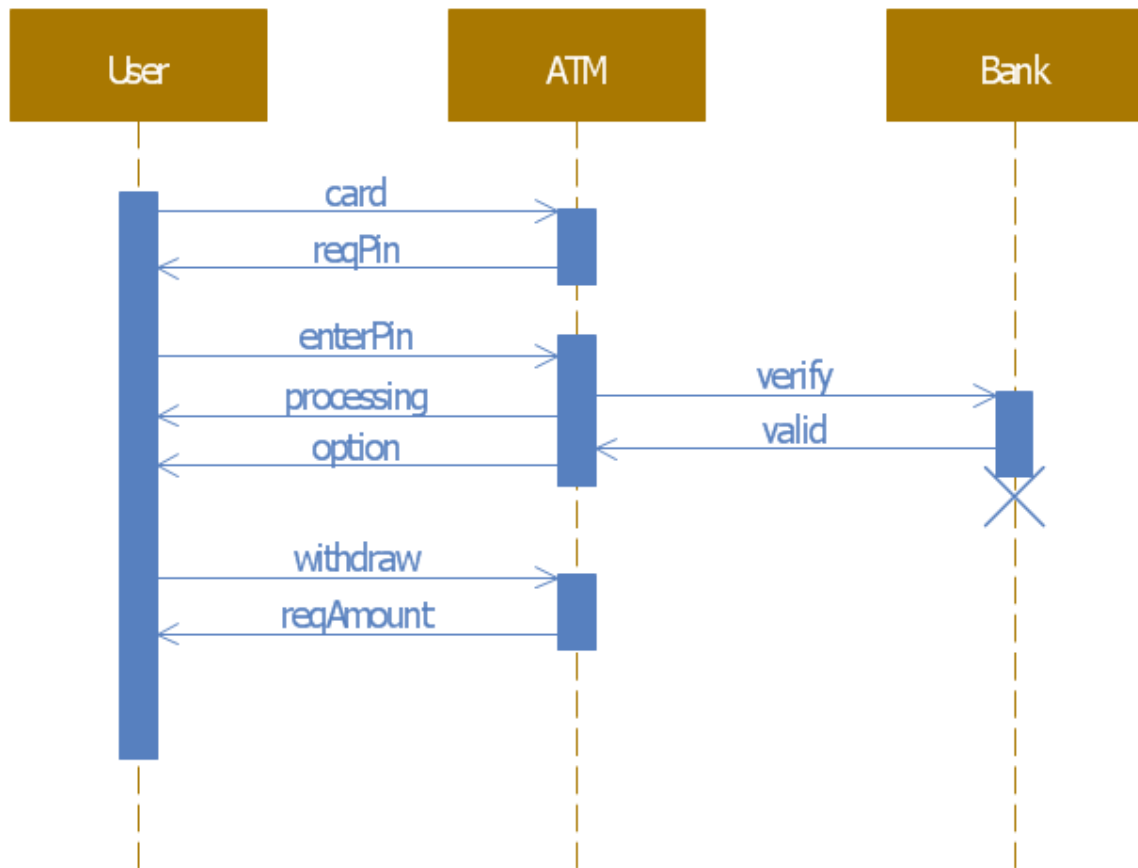 User
ATM
Bank
card
reqPin
enterPin
verify
processing
valid
option
withdraw
reqAmount